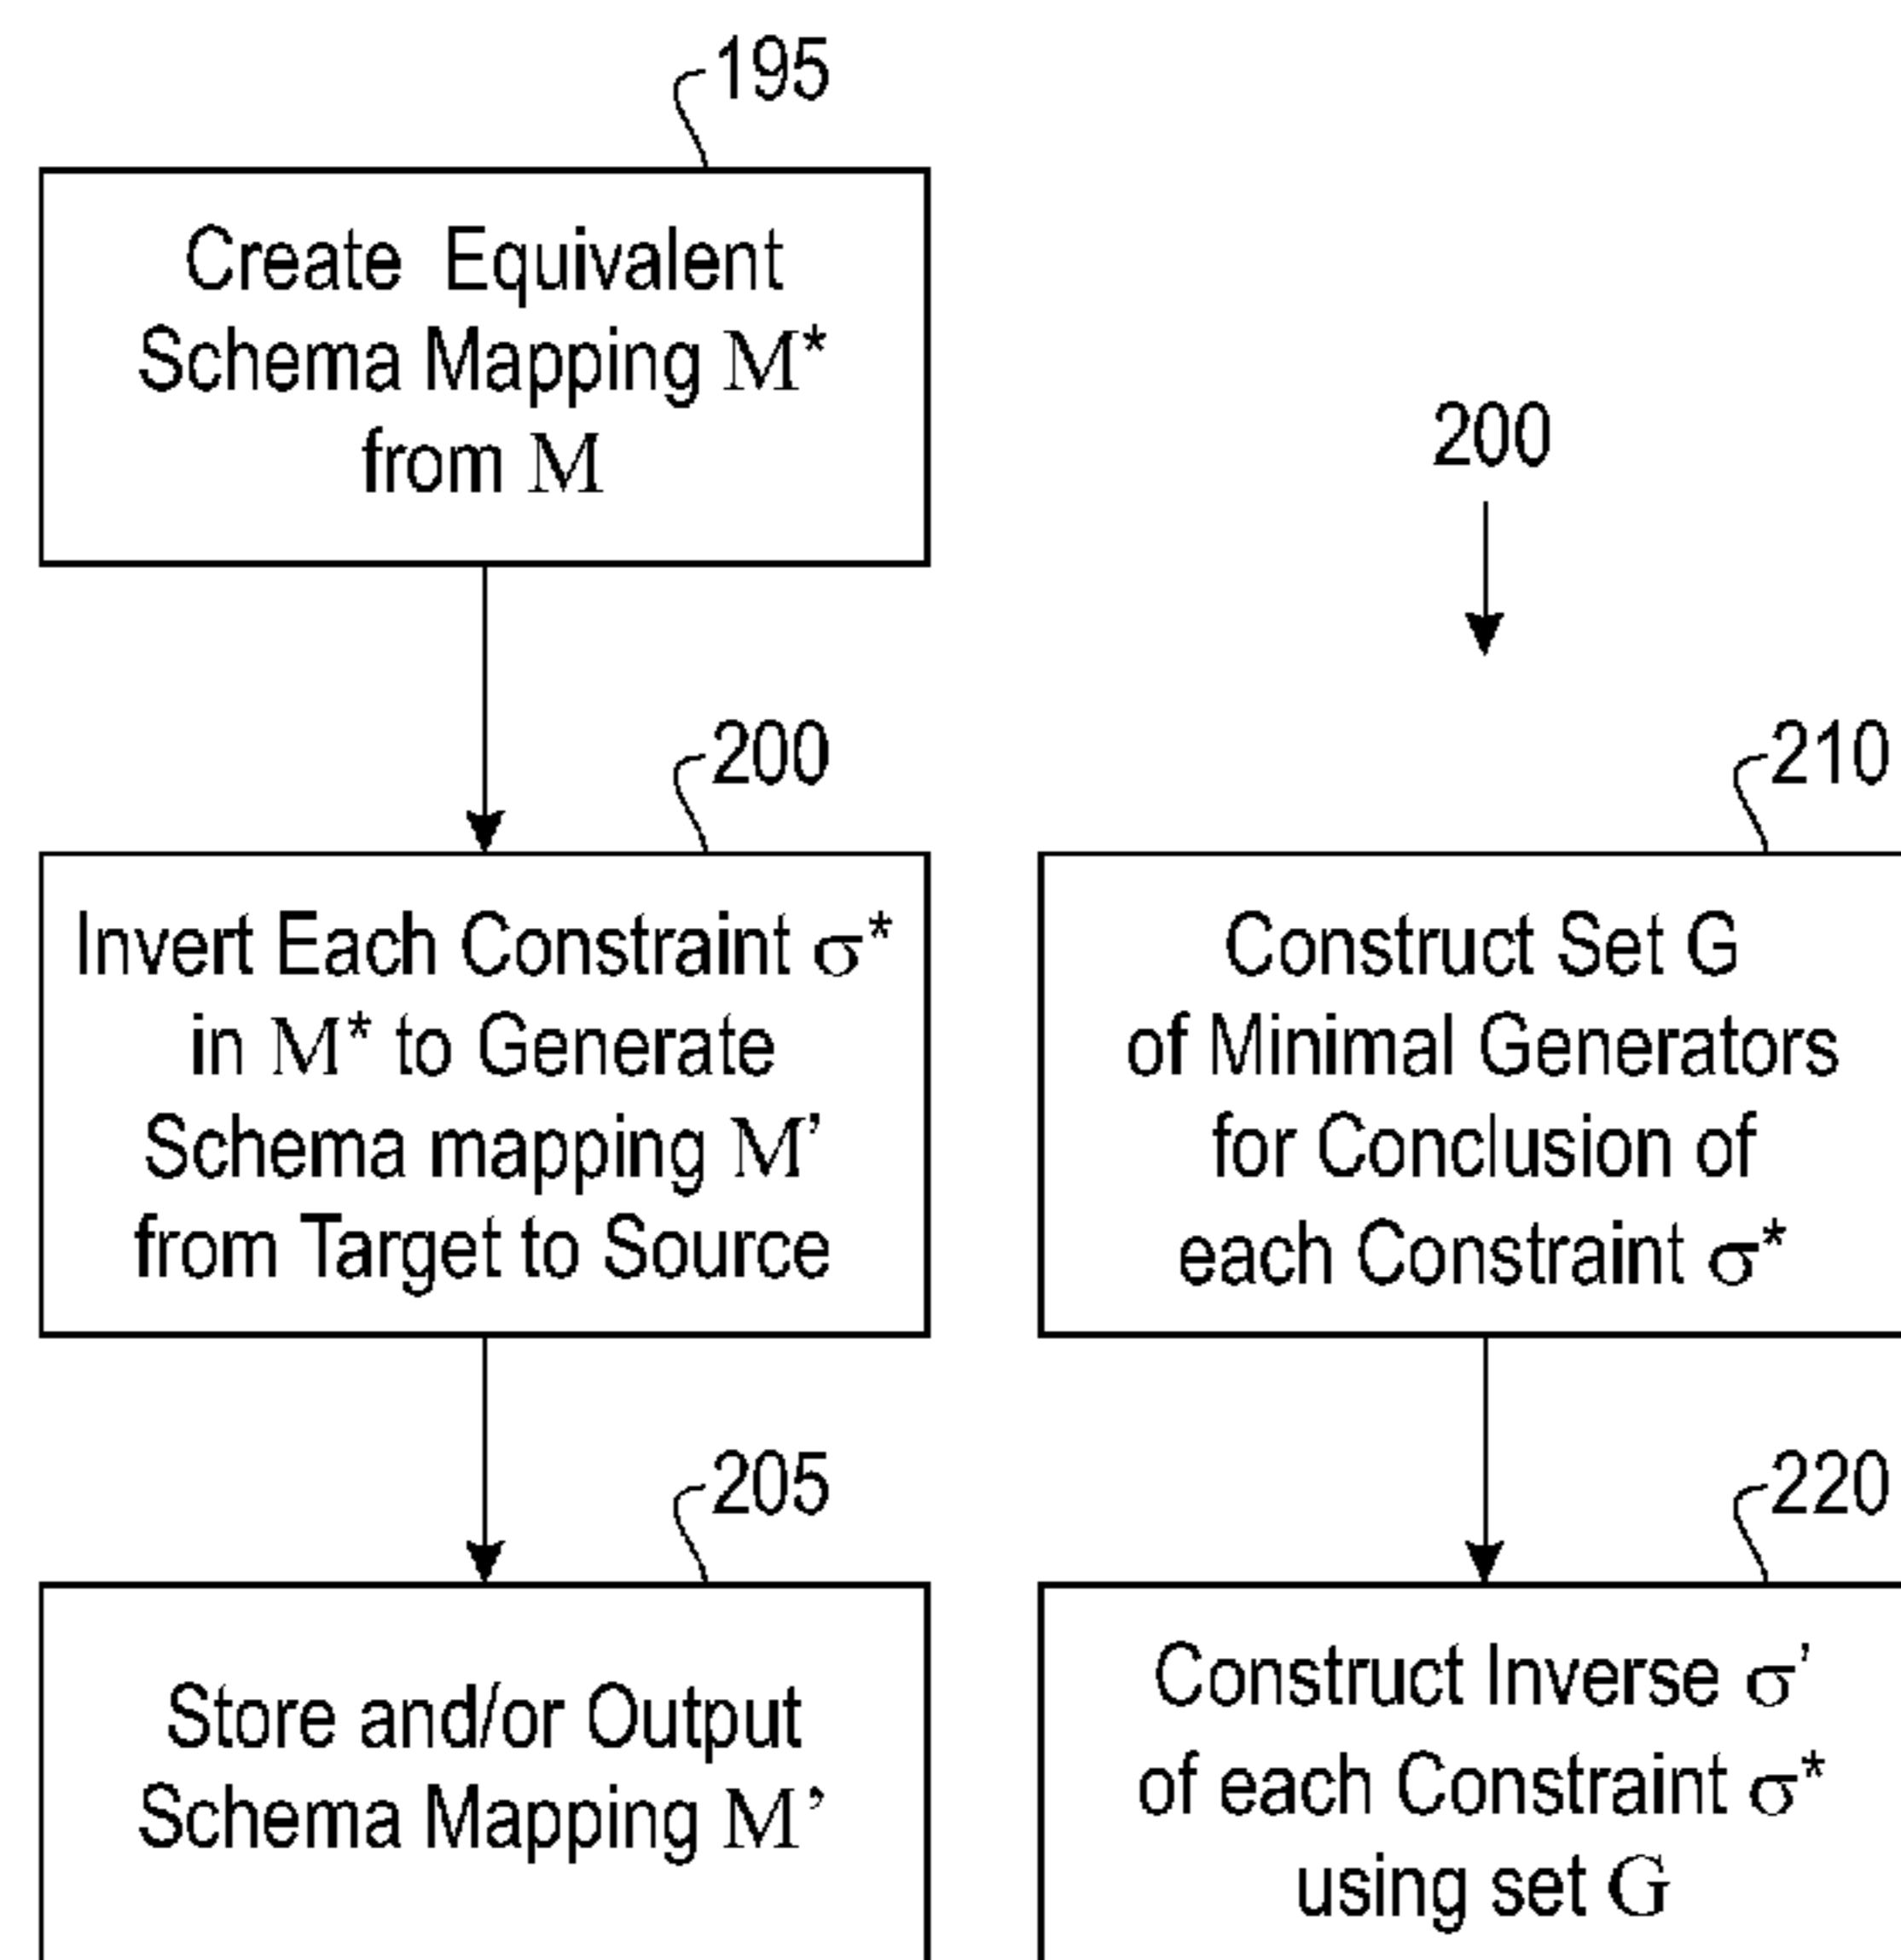 195
Create Equivalent
Schema Mapping M*
from M
200
Invert Each Constraint σ*
in M* to Generate
Schema mapping M'
from Target to Source
205
Store and/or Output
Schema Mapping M'
200
210
Construct Set G
of Minimal Generators
for Conclusion of
each Constraint σ*
220
Construct Inverse σ'
of each Constraint σ*
using set G